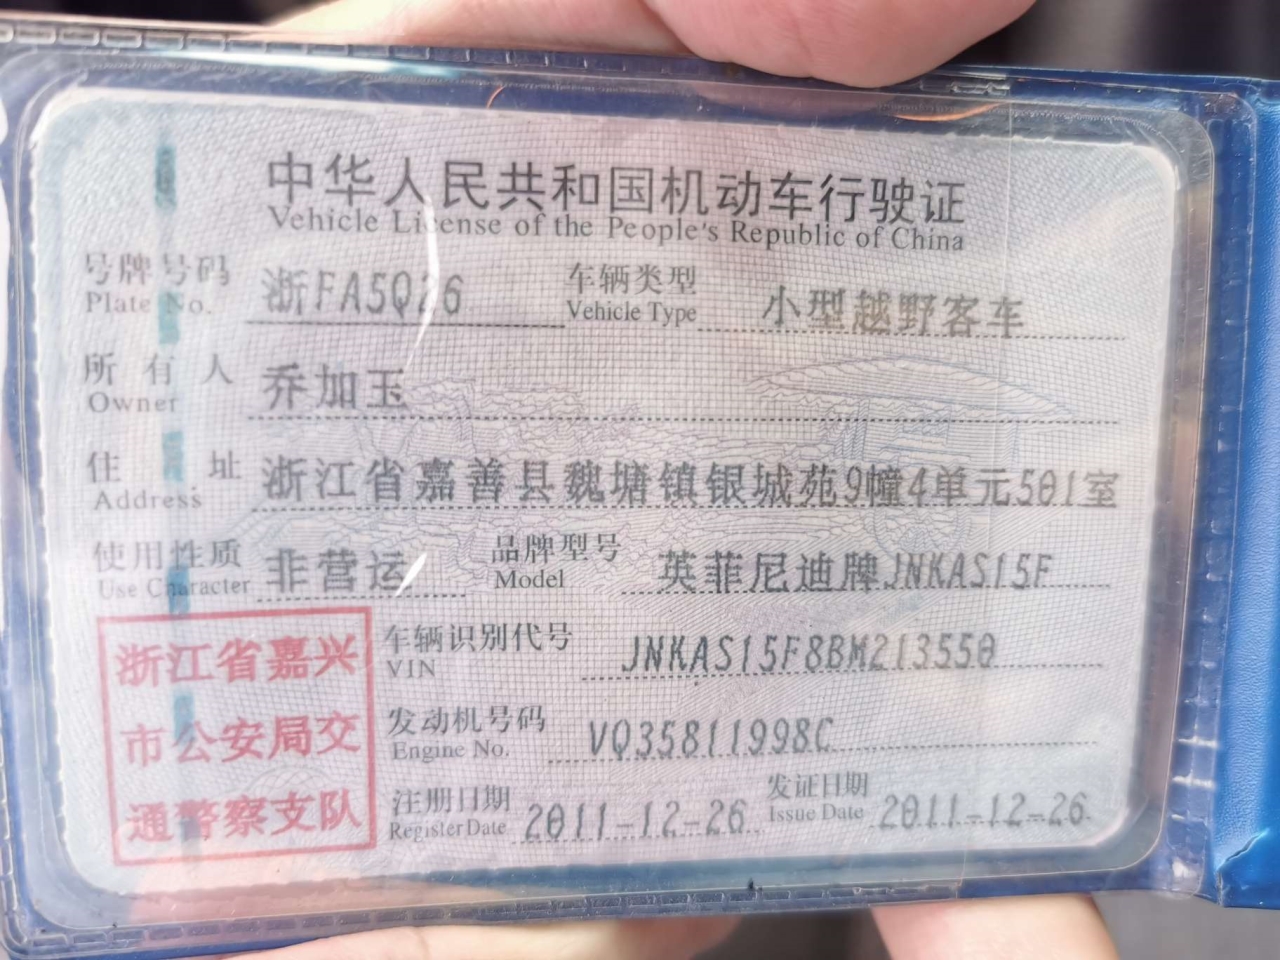 中华人民共和国机动车行驶证
Vehicle License of the People's Republic of China
号牌号码 浙FA5Q26 车辆类型 小型越野客车
Plate No. Vehicle Type
所有人 乔加玉
Owner
住址 浙江省嘉善县魏塘镇银城苑9幢4单元501室
Address
使用性质 非营运 品牌型号 英菲尼迪牌JNKAS15F
Use Character Model
浙江省嘉兴
市公安局交
通警察支队
车辆识别代号 JNKAS15F8BM213550
VIN
发动机号码 VQ35811998C
Engine No.
注册日期 2011-12-26 发证日期 2011-12-26
Register Date Issue Date